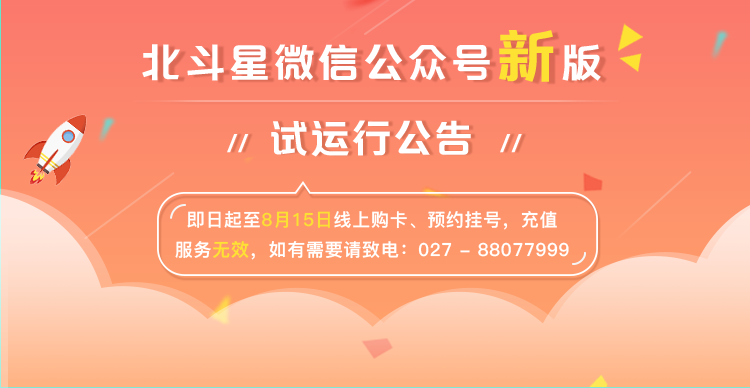 北斗星微信公众号新版
// 试运行公告 //
即日起至8月15日线上购卡、预约挂号，充值
服务无效，如有需要请致电：027 - 88077999